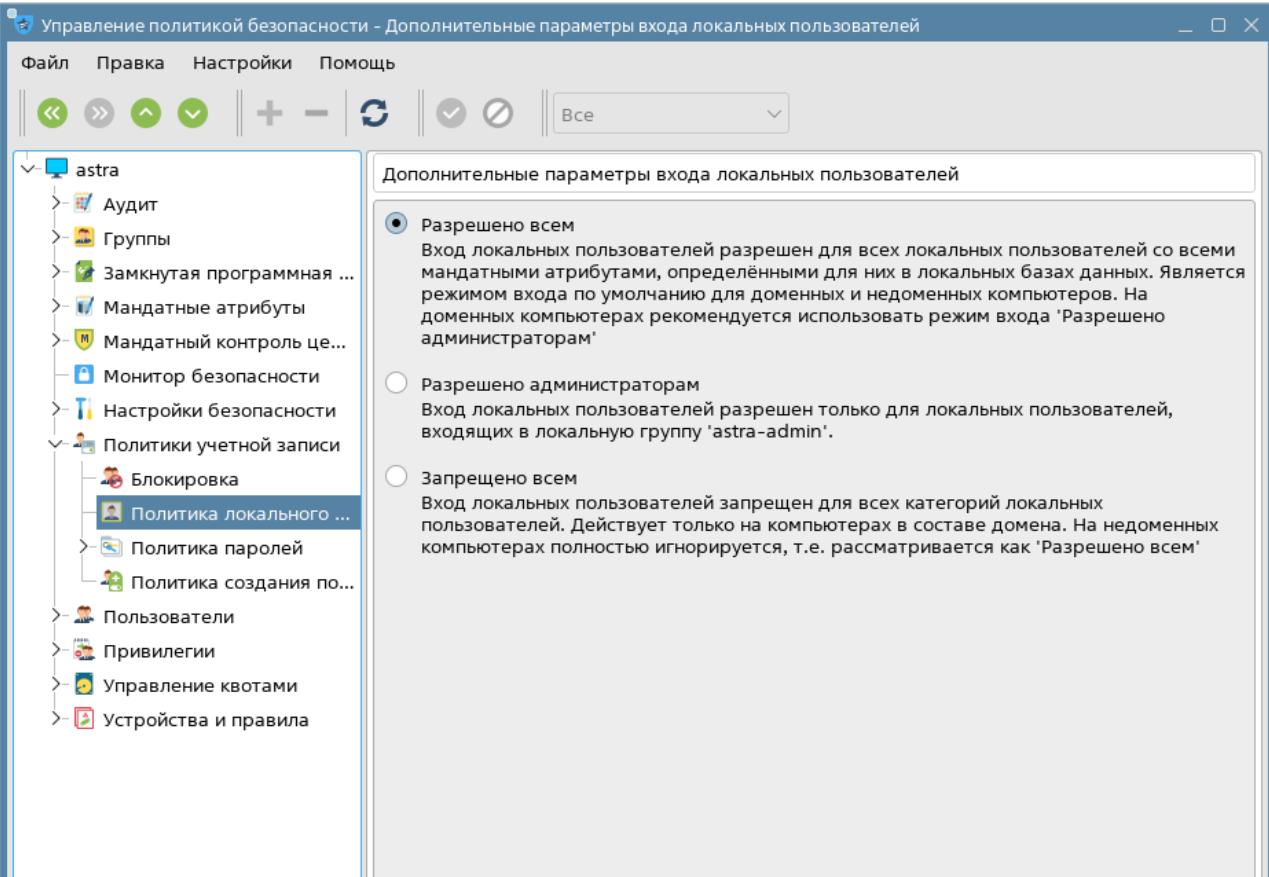 Управление политикой безопасности - Дополнительные параметры входа локальных пользователей
Файл Правка Настройки Помощь
Все
astra
Аудит
Группы
Замкнутая программная ...
Мандатные атрибуты
Мандатный контроль це...
Монитор безопасности
Настройки безопасности
Политики учетной записи
Блокировка
Политика локального ...
Политика паролей
Политика создания по...
Пользователи
Привилегии
Управление квотами
Устройства и правила
Дополнительные параметры входа локальных пользователей
Разрешено всем
Вход локальных пользователей разрешен для всех локальных пользователей со всеми
мандатными атрибутами, определёнными для них в локальных базах данных. Является
режимом входа по умолчанию для доменных и недоменных компьютеров. На
доменных компьютерах рекомендуется использовать режим входа 'Разрешено
администраторам'
Разрешено администраторам
Вход локальных пользователей разрешен только для локальных пользователей,
входящих в локальную группу 'astra-admin'.
Запрещено всем
Вход локальных пользователей запрещен для всех категорий локальных
пользователей. Действует только на компьютерах в составе домена. На недоменных
компьютерах полностью игнорируется, т.е. рассматривается как 'Разрешено всем'